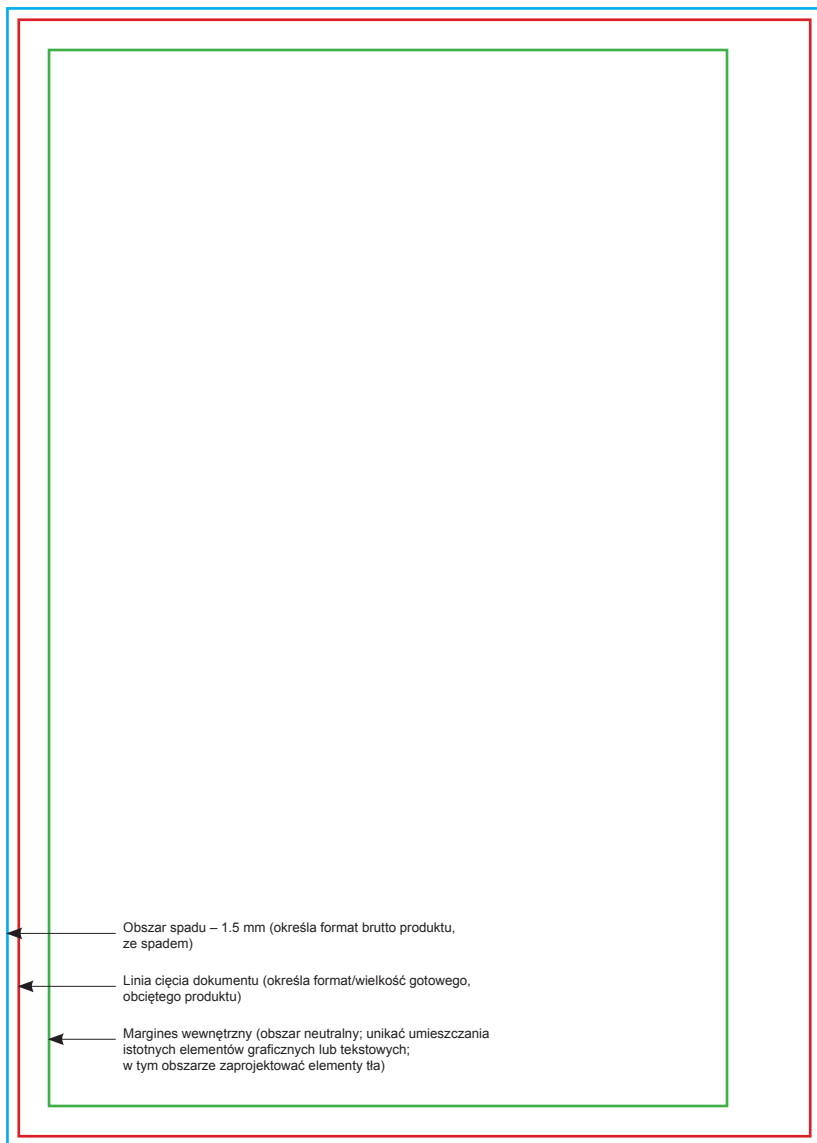 Obszar spadu – 1.5 mm (określa format brutto produktu,
ze spadem)
Linia cięcia dokumentu (określa format/wielkość gotowego,
obciętego produktu)
Margines wewnętrzny (obszar neutralny; unikać umieszczania
istotnych elementów graficznych lub tekstowych;
w tym obszarze zaprojektować elementy tła)